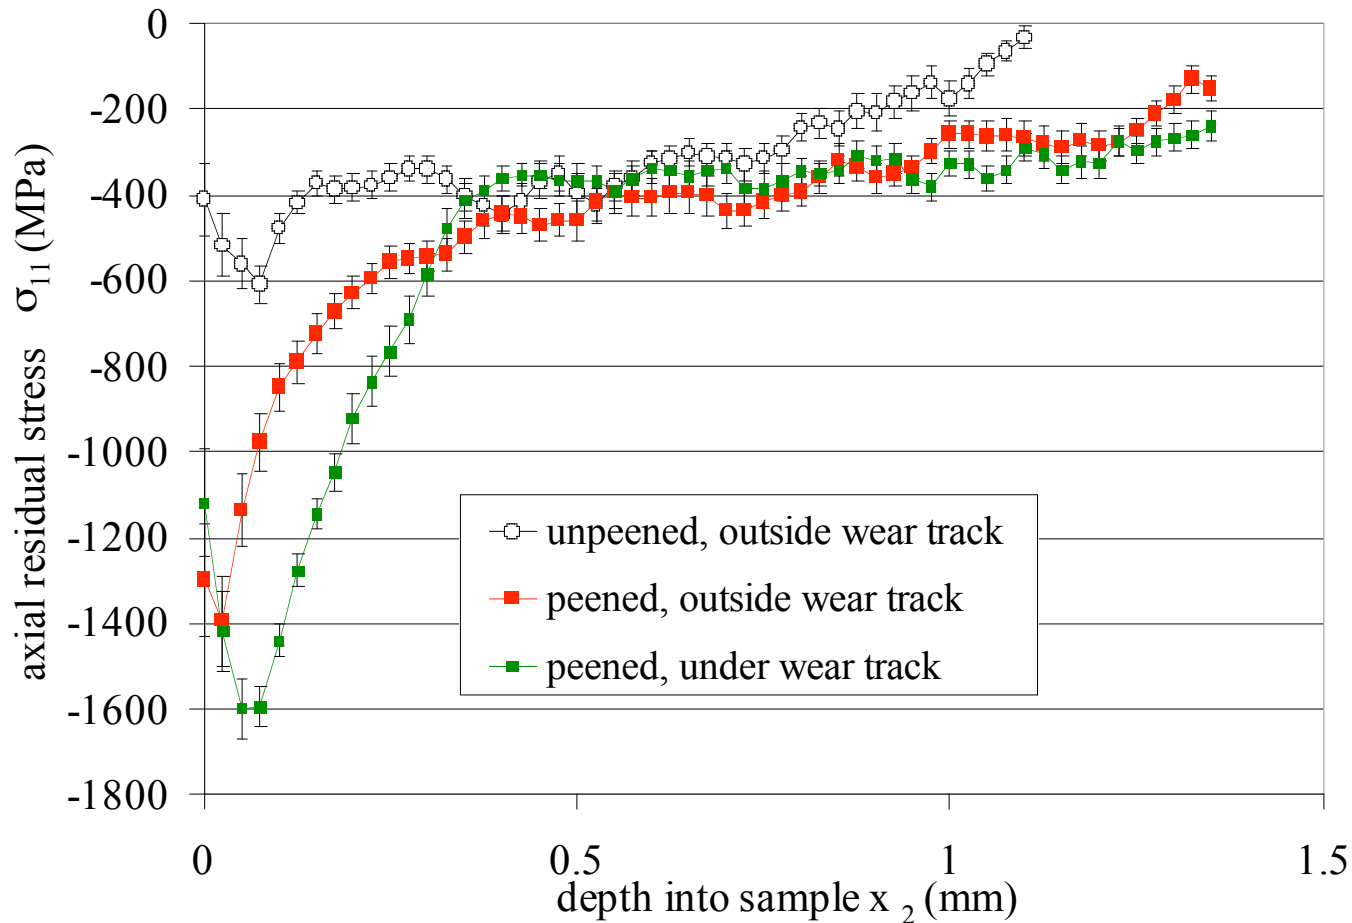 0
-200
-400
-600
-800
-1000
-1200
-1400
-1600
-1800
axial residual stress σ11 (MPa)
unpeened, outside wear track
peened, outside wear track
peened, under wear track
0 0.5 1 1.5
depth into sample x 2 (mm)